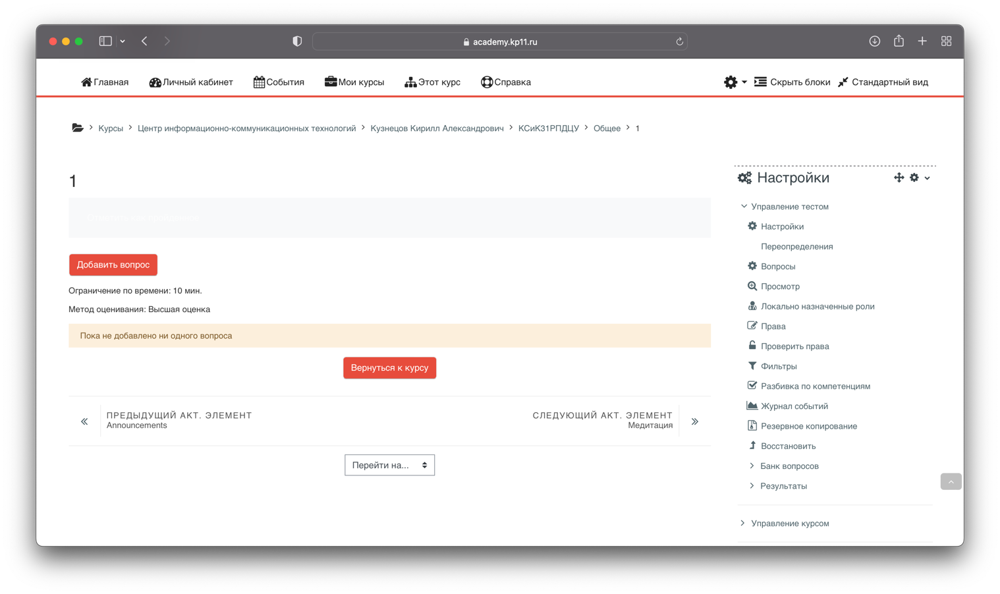 academy.kp11.ru
Главная Личный кабинет События Мои курсы Этот курс Справка Скрыть блоки Стандартный вид
Курсы Центр информационно-коммуникационных технологий Кузнецов Кирилл Александрович КСиК31РПДЦУ Общее 1
1
Добавить вопрос
Ограничение по времени: 10 мин.
Метод оценивания: Высшая оценка
Пока не добавлено ни одного вопроса
Вернуться к курсу
ПРЕДЫДУЩИЙ АКТ. ЭЛЕМЕНТ
Announcements
СЛЕДУЮЩИЙ АКТ. ЭЛЕМЕНТ
Медитация
Перейти на...
Настройки
Управление тестом
Настройки
Переопределения
Вопросы
Просмотр
Локально назначенные роли
Права
Проверить права
Фильтры
Разбивка по компетенциям
Журнал событий
Резервное копирование
Восстановить
Банк вопросов
Результаты
Управление курсом